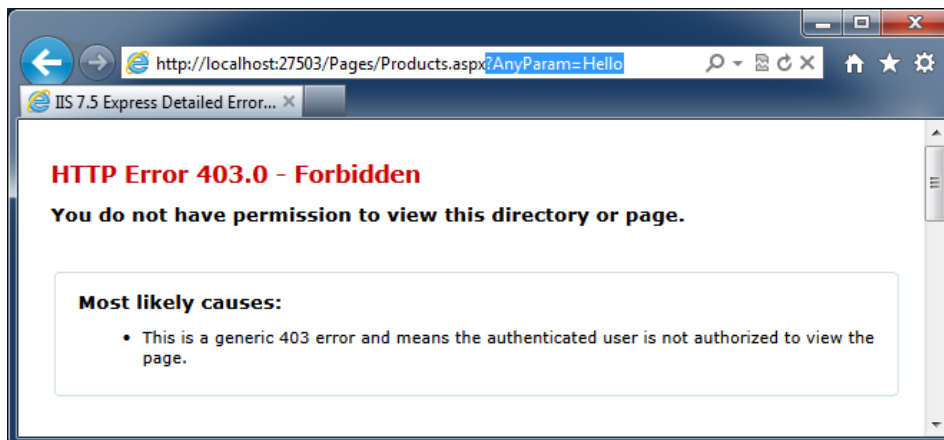 http://localhost:27503/Pages/Products.aspx?AnyParam=Hello
IIS 7.5 Express Detailed Error...
HTTP Error 403.0 - Forbidden
You do not have permission to view this directory or page.
Most likely causes:
• This is a generic 403 error and means the authenticated user is not authorized to view the
page.